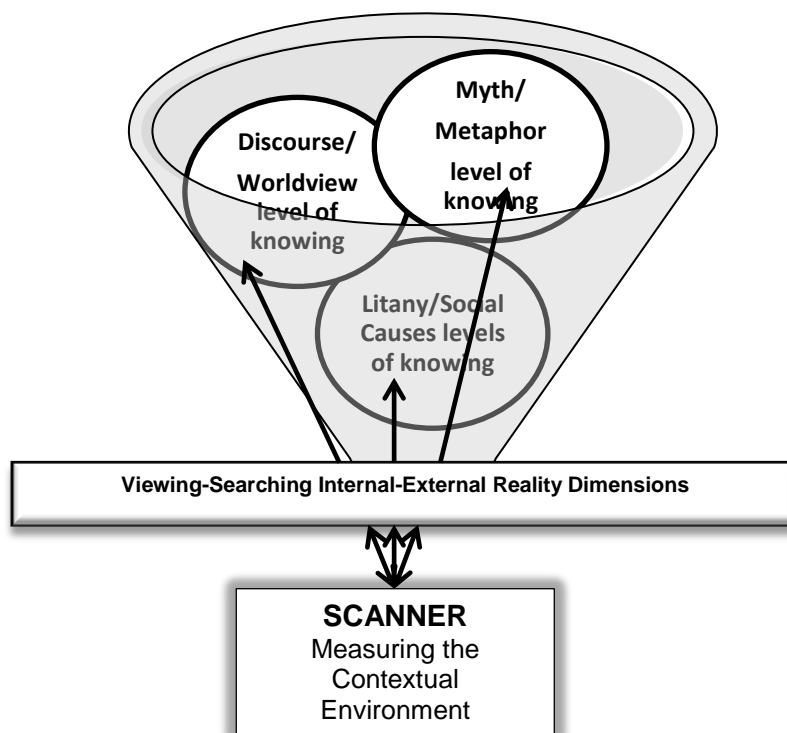 Myth/
Metaphor
level of
knowing
Discourse/
Worldview
level of
knowing
Litany/Social
Causes levels
of knowing
Viewing-Searching Internal-External Reality Dimensions
SCANNER
Measuring the
Contextual
Environment